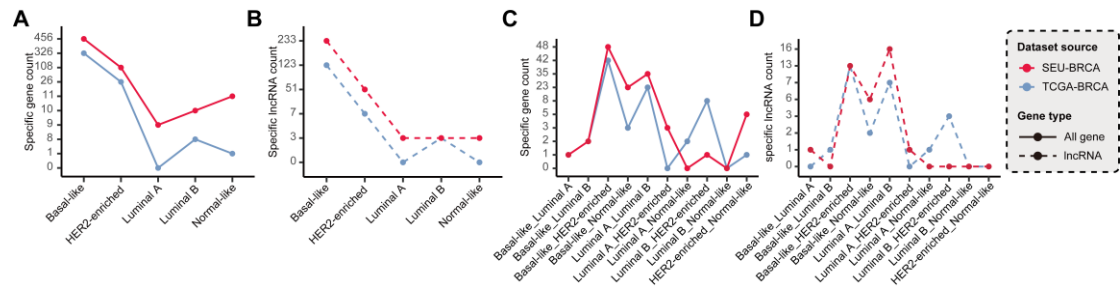 A
Specific gene count
456
326
108
26
11
10
9
8
1
0
Basal-like
HER2-enriched
Luminal A
Luminal B
Normal-like
B
Specific lncRNA count
233
123
51
7
3
0
Basal-like
HER2-enriched
Luminal A
Luminal B
Normal-like
C
Specific gene count
48
42
35
23
8
5
3
2
1
0
Basal-like_Luminal A
Basal-like_Luminal B
Basal-like_HER2-enriched
Basal-like_Normal-like
Luminal A_Luminal B
Luminal A_HER2-enriched
Luminal A_Normal-like
Luminal B_HER2-enriched
Luminal B_Normal-like
HER2-enriched_Normal-like
D
specific lncRNA count
16
13
7
6
3
2
1
0
Basal-like_Luminal A
Basal-like_Luminal B
Basal-like_HER2-enriched
Basal-like_Normal-like
Luminal A_Luminal B
Luminal A_HER2-enriched
Luminal A_Normal-like
Luminal B_HER2-enriched
Luminal B_Normal-like
HER2-enriched_Normal-like
Dataset source
SEU-BRCA
TCGA-BRCA
Gene type
All gene
lncRNA